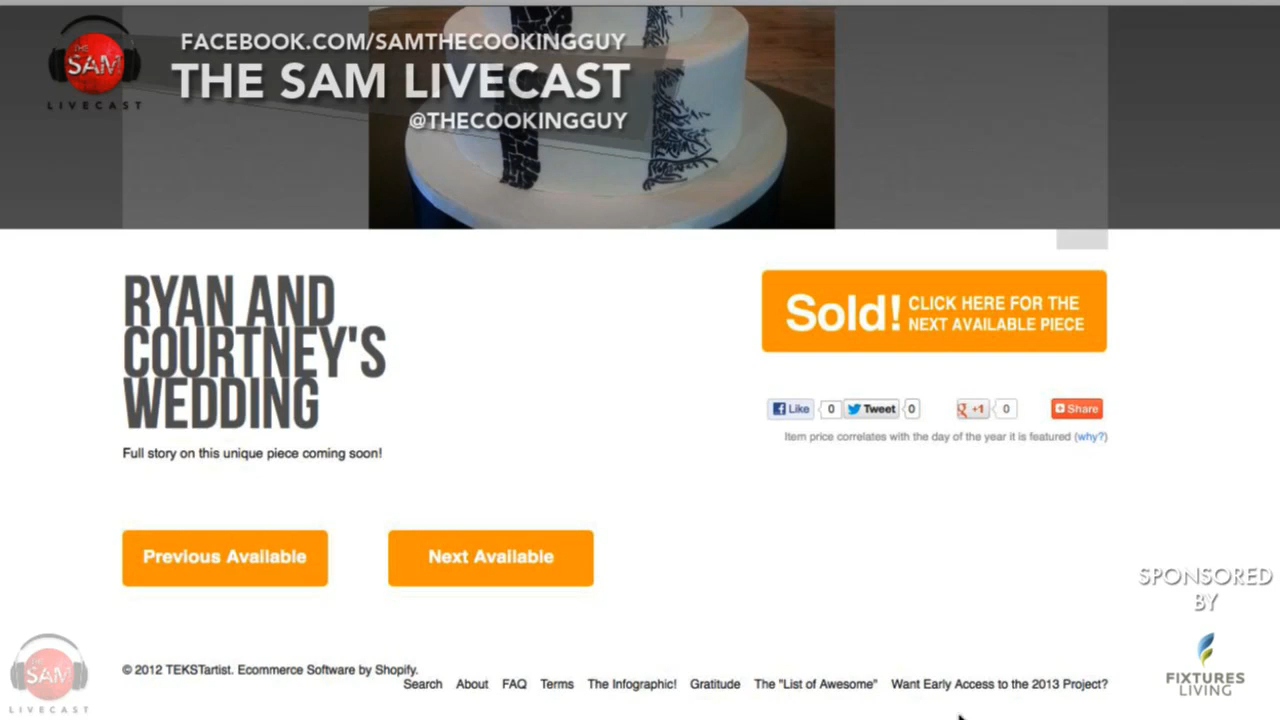 THE
SAM
LIVECAST
FACEBOOK.COM/SAMTHECOOKINGGUY
THE SAM LIVECAST
@THECOOKINGGUY
RYAN AND
COURTNEY'S
WEDDING
Full story on this unique piece coming soon!
Sold! CLICK HERE FOR THE
NEXT AVAILABLE PIECE
Like 0 Tweet 0 +1 0 Share
Item price correlates with the day of the year it is featured (why?)
Previous Available Next Available
SPONSORED
BY
FIXTURES
LIVING
THE
SAM
LIVECAST
© 2012 TEKSTartist. Ecommerce Software by Shopify.
Search About FAQ Terms The Infographic! Gratitude The "List of Awesome" Want Early Access to the 2013 Project?